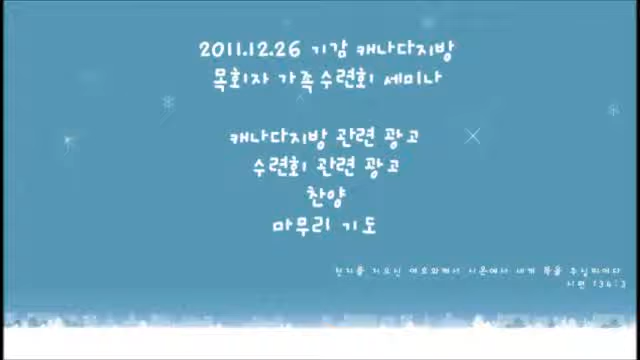 2011.12.26 기감 캐나다지방
목회자 가족수련회 세미나
캐나다지방 관련 광고
수련회 관련 광고
찬양
마무리 기도
천지를 지으신 여호와께서 시온에서 네게 복을 주실찌어다
시편 134:3